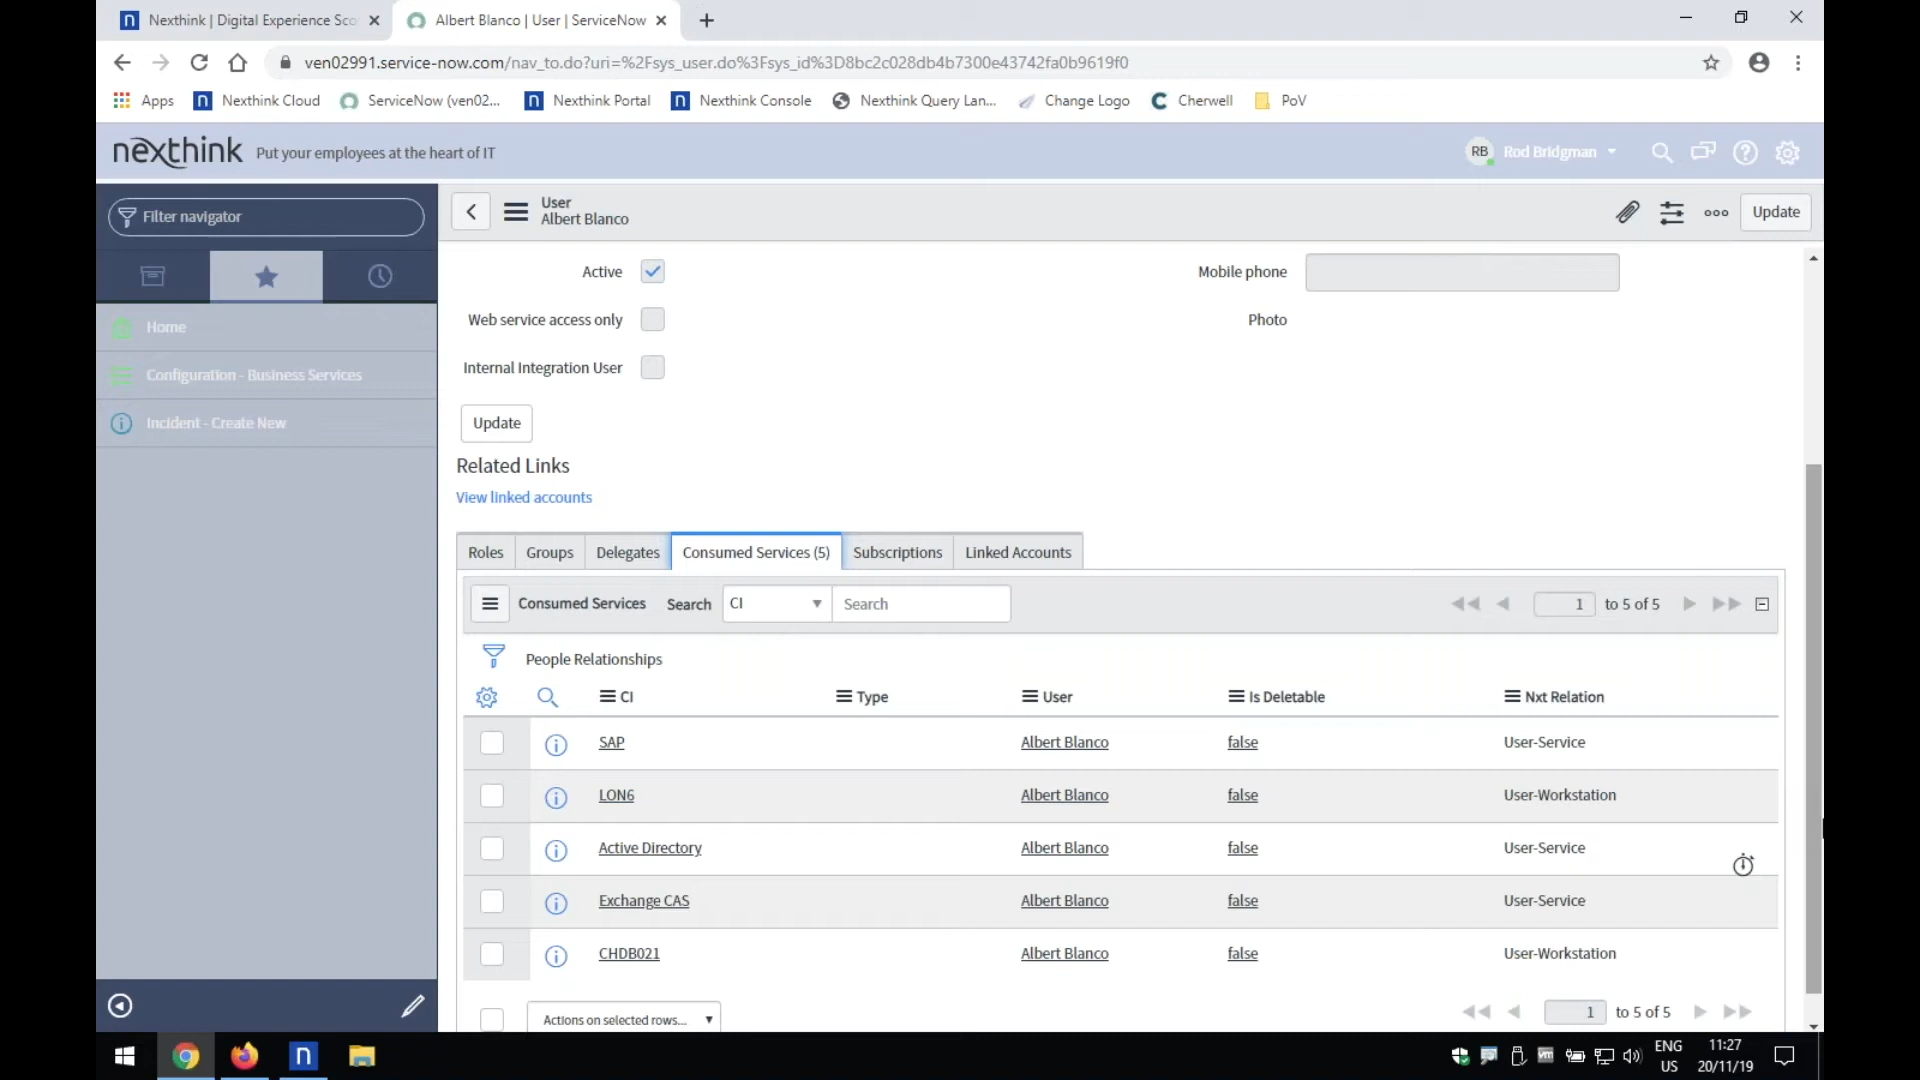 Nexthink | Digital Experience Sco
Albert Blanco | User | ServiceNow
ven02991.service-now.com/nav_to.do?uri=%2Fsys_user.do%3Fsys_id%3D8bc2c028db4b7300e43742fa0b9619f0
Apps
Nexthink Cloud
ServiceNow (ven02...
Nexthink Portal
Nexthink Console
Nexthink Query Lan...
Change Logo
Cherwell
PoV
nexthink Put your employees at the heart of IT
RB Rod Bridgman
Filter navigator
Home
Configuration - Business Services
Incident - Create New
User
Albert Blanco
Update
Active
Mobile phone
Web service access only
Photo
Internal Integration User
Update
Related Links
View linked accounts
Roles Groups Delegates Consumed Services (5) Subscriptions Linked Accounts
Consumed Services Search CI Search 1 to 5 of 5
People Relationships
CI Type User Is Deletable Nxt Relation
SAP Albert Blanco false User-Service
LON6 Albert Blanco false User-Workstation
Active Directory Albert Blanco false User-Service
Exchange CAS Albert Blanco false User-Service
CHDB021 Albert Blanco false User-Workstation
Actions on selected rows... 1 to 5 of 5
ENG
US
11:27
20/11/19